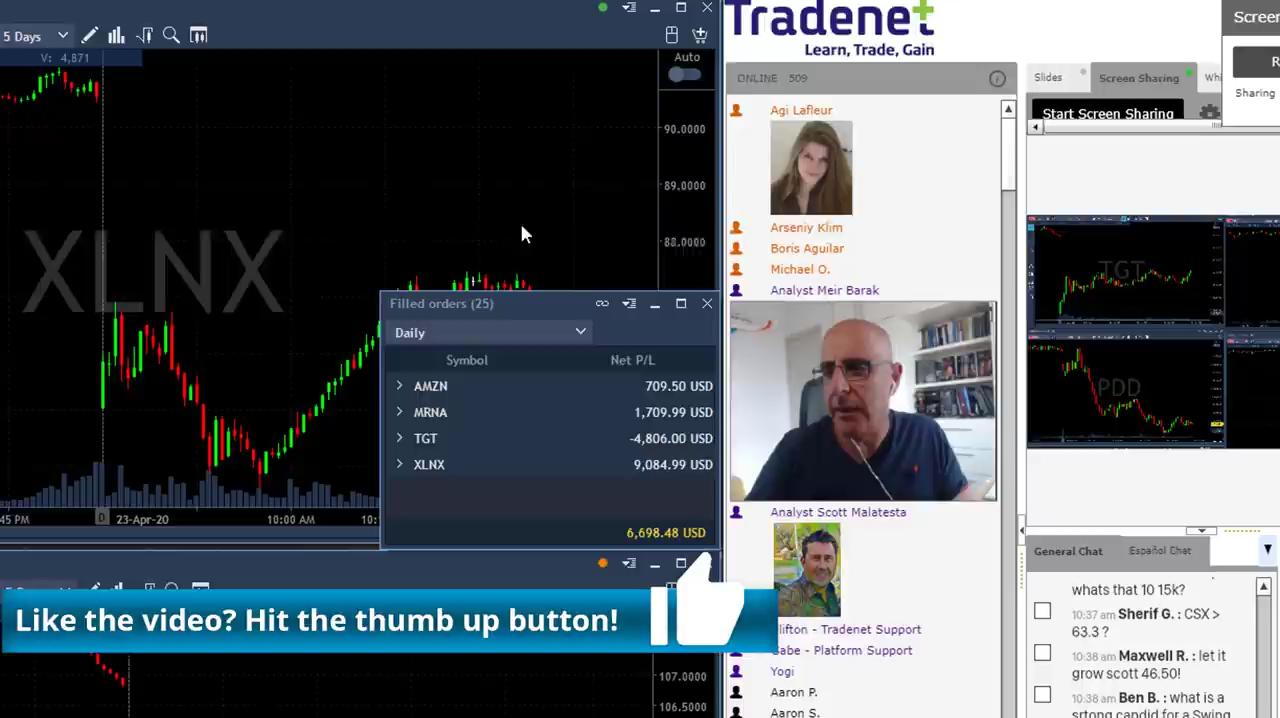 5 Days
V: 4,871
Auto
90.0000
89.0000
88.0000
XLNX
45 PM
D
23-Apr-20
10:00 AM
Filled orders (25)
Daily
Symbol
Net P/L
AMZN
709.50 USD
MRNA
1,709.99 USD
TGT
-4,806.00 USD
XLNX
9,084.99 USD
6,698.48 USD
Like the video? Hit the thumb up button!
107.0000
106.5000
Tradenet
Learn, Trade, Gain
ONLINE 509
Agi Lafleur
Arseniy Klim
Boris Aguilar
Michael O.
Analyst Meir Barak
Analyst Scott Malatesta
lifton - Tradenet Support
Gabe - Platform Support
Yogi
Aaron P.
Aaron S.
Slides
Screen Sharing
Whi
Screen
R
Sharing
Start Screen Sharing
TGT
PDD
General Chat
Español Chat
whats that 10 15k?
10:37 am Sherif G. : CSX >
63.3 ?
10:38 am Maxwell R. : let it
grow scott 46.50!
10:38 am Ben B. : what is a
srtong candid for a Swing